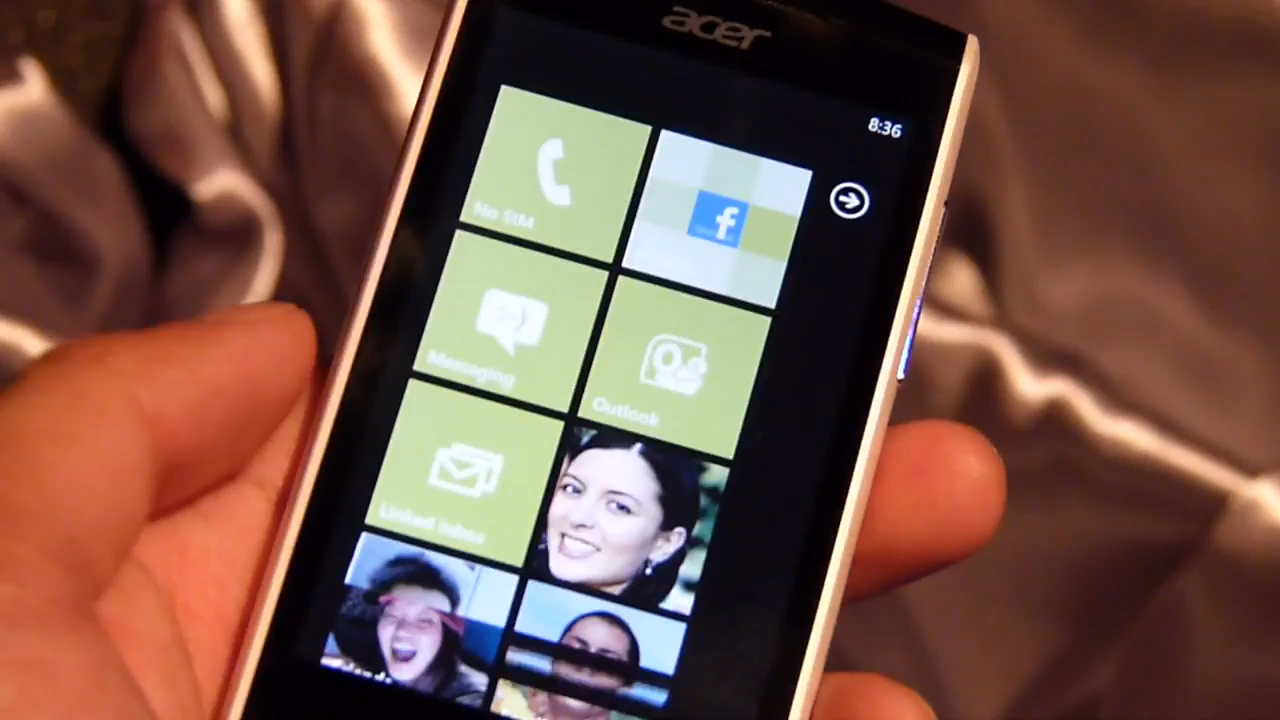 acer
8:36
No SIM
f
Messaging
:-)
Outlook
Linked inbox